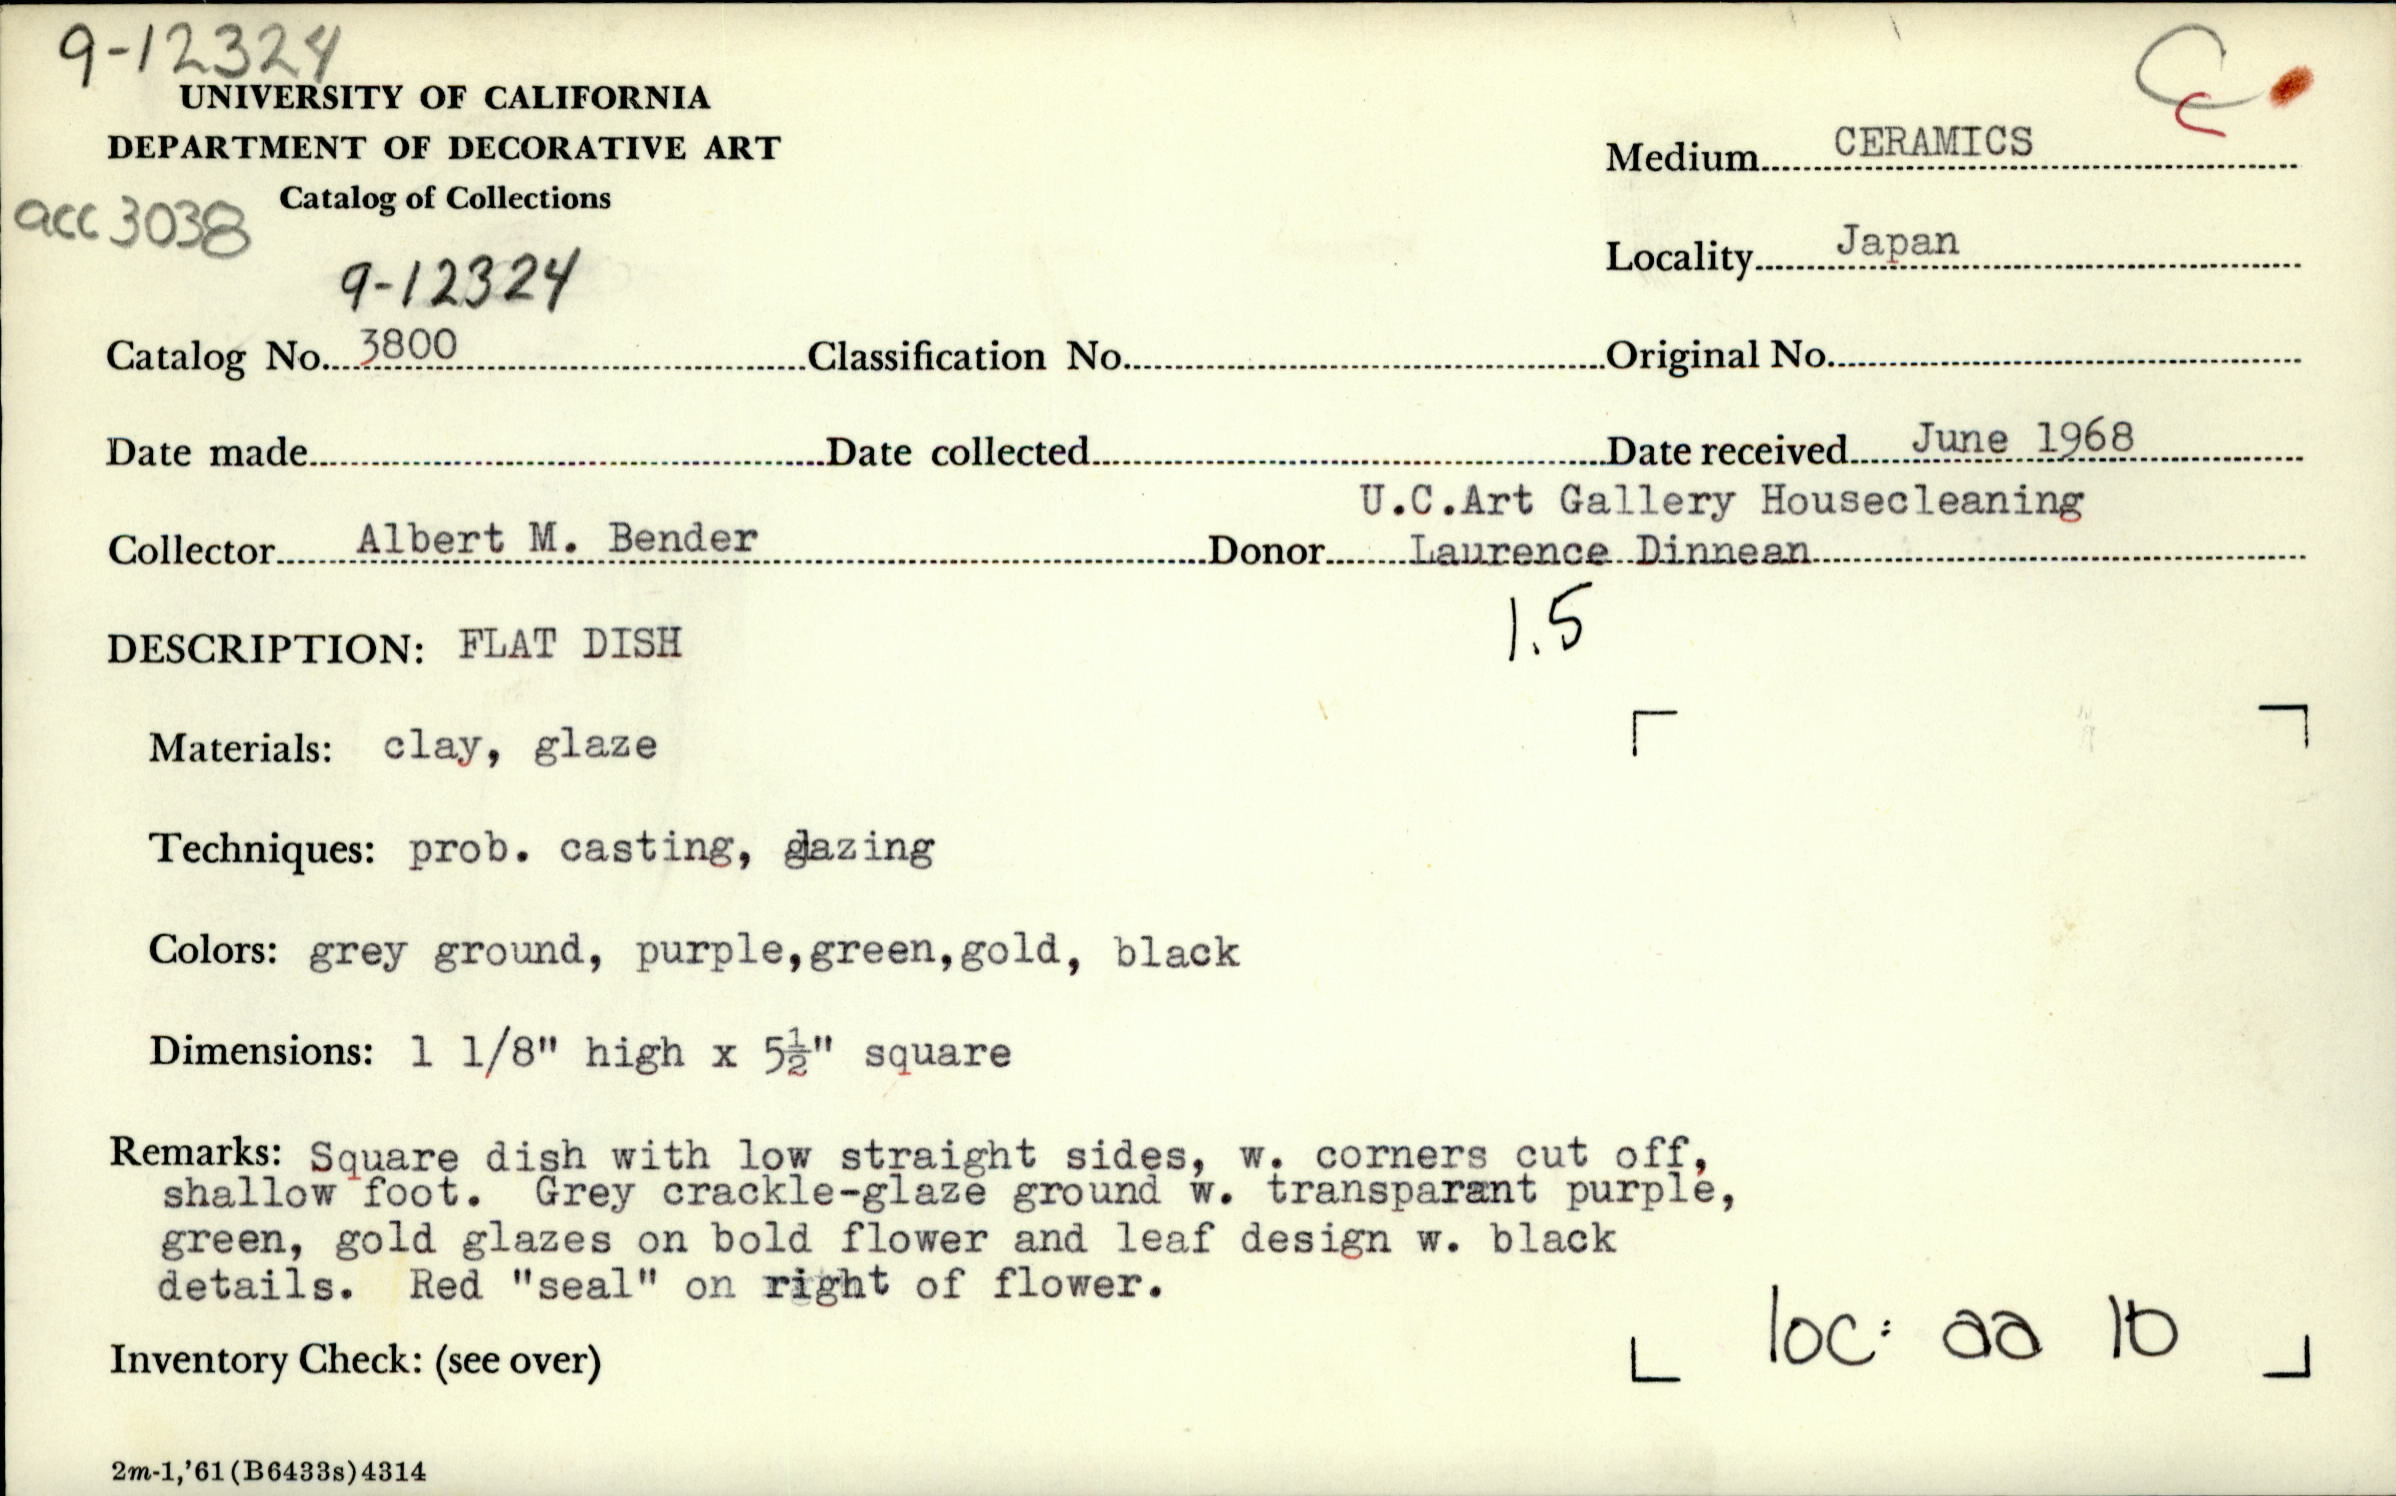 9-12324
UNIVERSITY OF CALIFORNIA
DEPARTMENT OF DECORATIVE ART
Catalog of Collections
acc 3038
9-12324
C
C
Medium CERAMICS
Locality Japan
Catalog No. 3800 Classification No. Original No.
Date made Date collected Date received June 1968
U.C.Art Gallery Housecleaning
Collector Albert M. Bender Donor Laurence Dinnean
1.5
DESCRIPTION: FLAT DISH
Materials: clay, glaze
Techniques: prob. casting, glazing
Colors: grey ground, purple,green,gold, black
Dimensions: 1 1/8" high x 5½" square
Remarks: Square dish with low straight sides, w. corners cut off,
shallow foot. Grey crackle-glaze ground w. transparant purple,
green, gold glazes on bold flower and leaf design w. black
details. Red "seal" on right of flower.
loc: aa 10
Inventory Check: (see over)
2m-1,'61(B6433s)4314